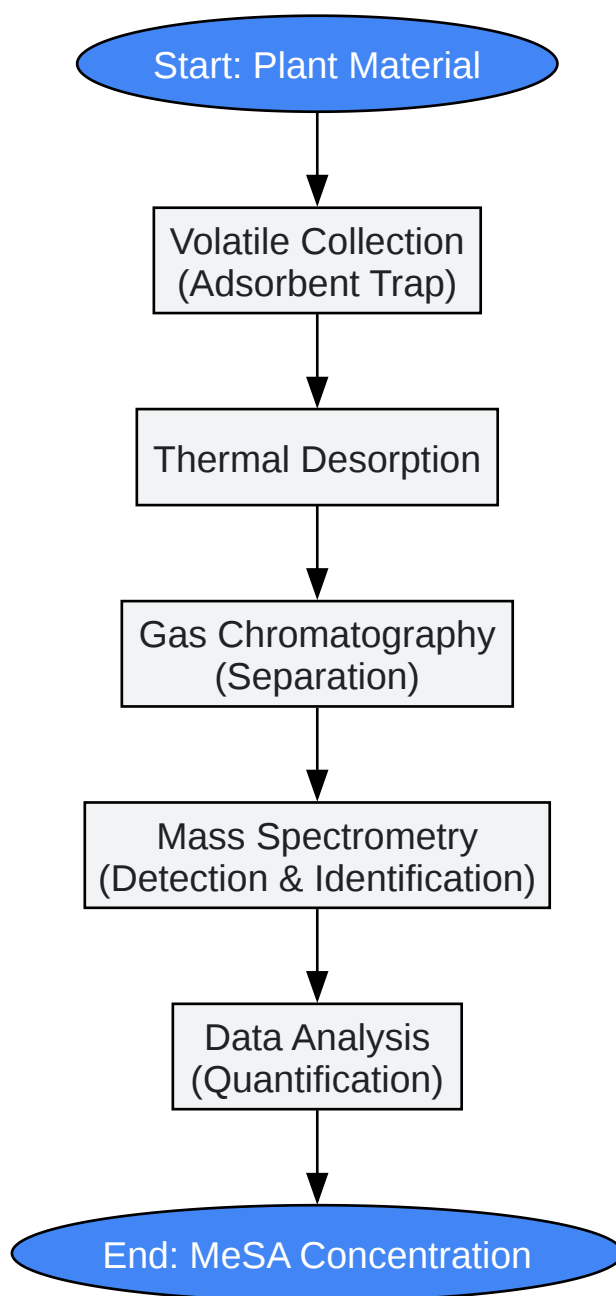 Start: Plant Material
Volatile Collection
(Adsorbent Trap)
Thermal Desorption
Gas Chromatography
(Separation)
Mass Spectrometry
(Detection & Identification)
Data Analysis
(Quantification)
End: MeSA Concentration